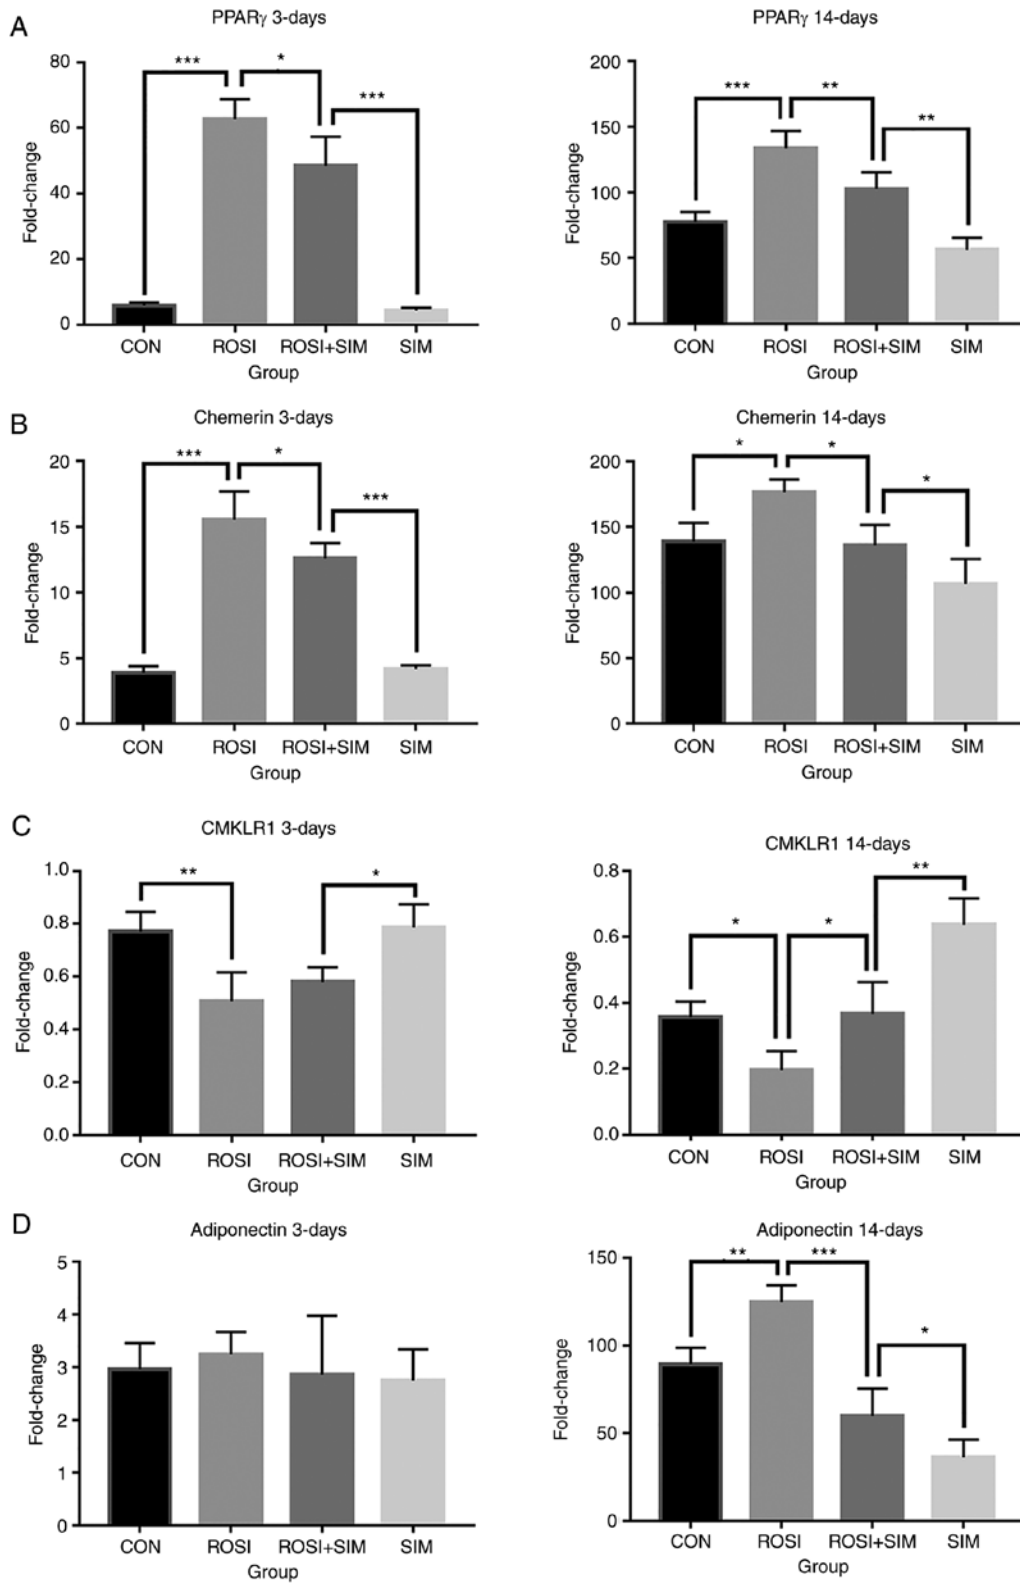 A
PPARγ 3-days
80
60
40
20
0
Fold-change
***
*
***
CON
ROSI
ROSI+SIM
SIM
Group
PPARγ 14-days
200
150
100
50
0
Fold-change
***
**
**
CON
ROSI
ROSI+SIM
SIM
Group
B
Chemerin 3-days
20
15
10
5
0
Fold-change
***
*
***
CON
ROSI
ROSI+SIM
SIM
Group
Chemerin 14-days
200
150
100
50
0
Fold-change
*
*
*
CON
ROSI
ROSI+SIM
SIM
Group
C
CMKLR1 3-days
1.0
0.8
0.6
0.4
0.2
0.0
Fold-change
**
*
CON
ROSI
ROSI+SIM
SIM
Group
CMKLR1 14-days
0.8
0.6
0.4
0.2
0.0
Fold-change
*
*
**
CON
ROSI
ROSI+SIM
SIM
Group
D
Adiponectin 3-days
5
4
3
2
1
0
Fold-change
CON
ROSI
ROSI+SIM
SIM
Group
Adiponectin 14-days
150
100
50
0
Fold-change
**
***
*
CON
ROSI
ROSI+SIM
SIM
Group